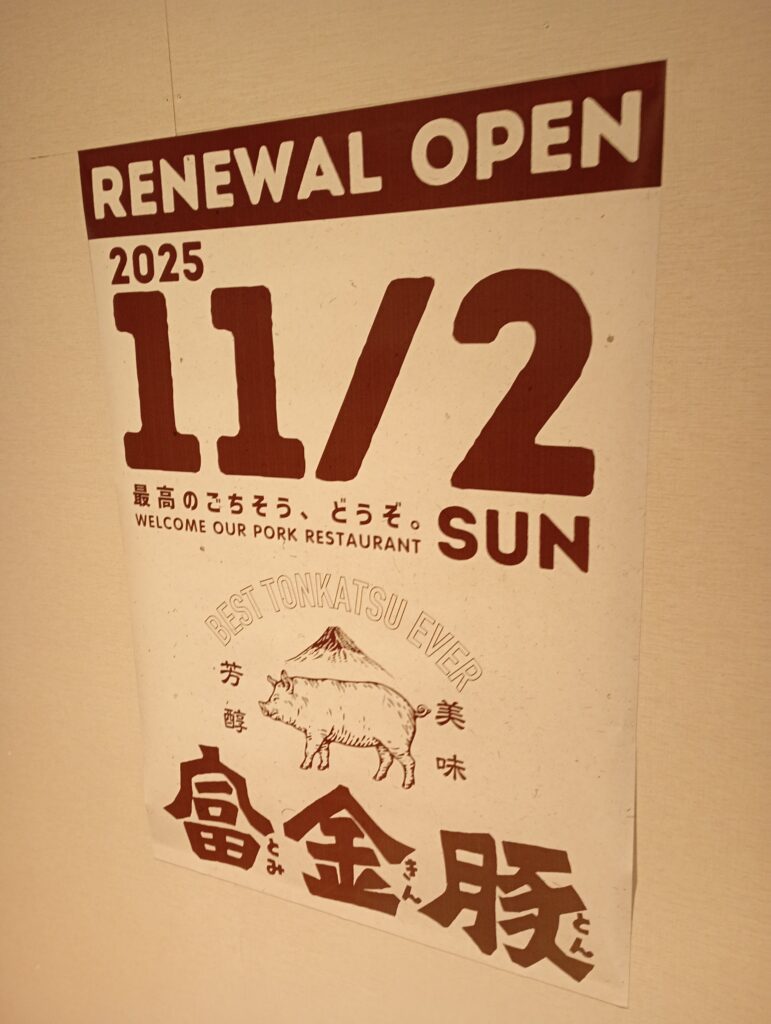 RENEWAL OPEN
2025
11/2
SUN
最高のごちそう、どうぞ。
WELCOME OUR PORK RESTAURANT
BEST TONKATSU EVER
芳醇
美味
富金豚
とみ きん とん